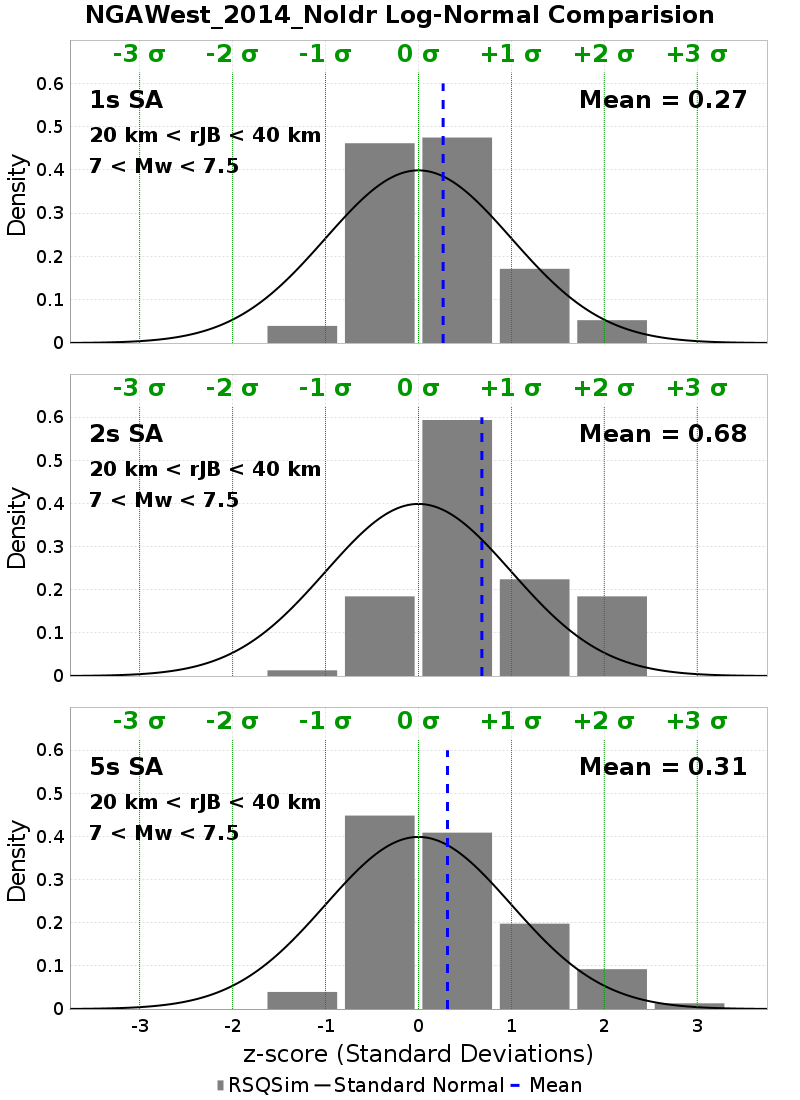 NGAWest_2014_NoIdr Log-Normal Comparision
-3 σ -2 σ -1 σ 0 σ +1 σ +2 σ +3 σ
0.6
1s SA Mean = 0.27
0.5
20 km < rJB < 40 km
7 < Mw < 7.5
0.4
0.3
0.2
0.1
0
Density
-3 σ -2 σ -1 σ 0 σ +1 σ +2 σ +3 σ
0.6
2s SA Mean = 0.68
0.5
20 km < rJB < 40 km
7 < Mw < 7.5
0.4
0.3
0.2
0.1
0
Density
-3 σ -2 σ -1 σ 0 σ +1 σ +2 σ +3 σ
0.6
5s SA Mean = 0.31
0.5
20 km < rJB < 40 km
7 < Mw < 7.5
0.4
0.3
0.2
0.1
0
Density
-3 -2 -1 0 1 2 3
z-score (Standard Deviations)
RSQSim Standard Normal Mean